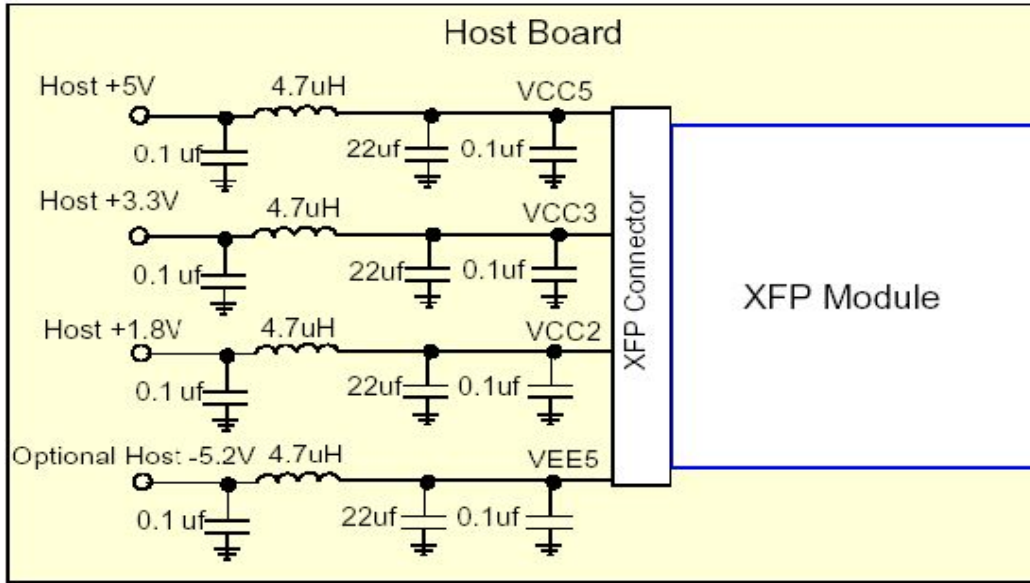 Host Board
Host +5V
4.7uH
VCC5
0.1 uf
22uf
0.1uf
Host +3.3V
4.7uH
VCC3
0.1 uf
22uf
0.1uf
XFP Connector
XFP Module
Host +1.8V
4.7uH
VCC2
0.1 uf
22uf
0.1uf
Optional Host -5.2V
4.7uH
VEE5
0.1 uf
22uf
0.1uf